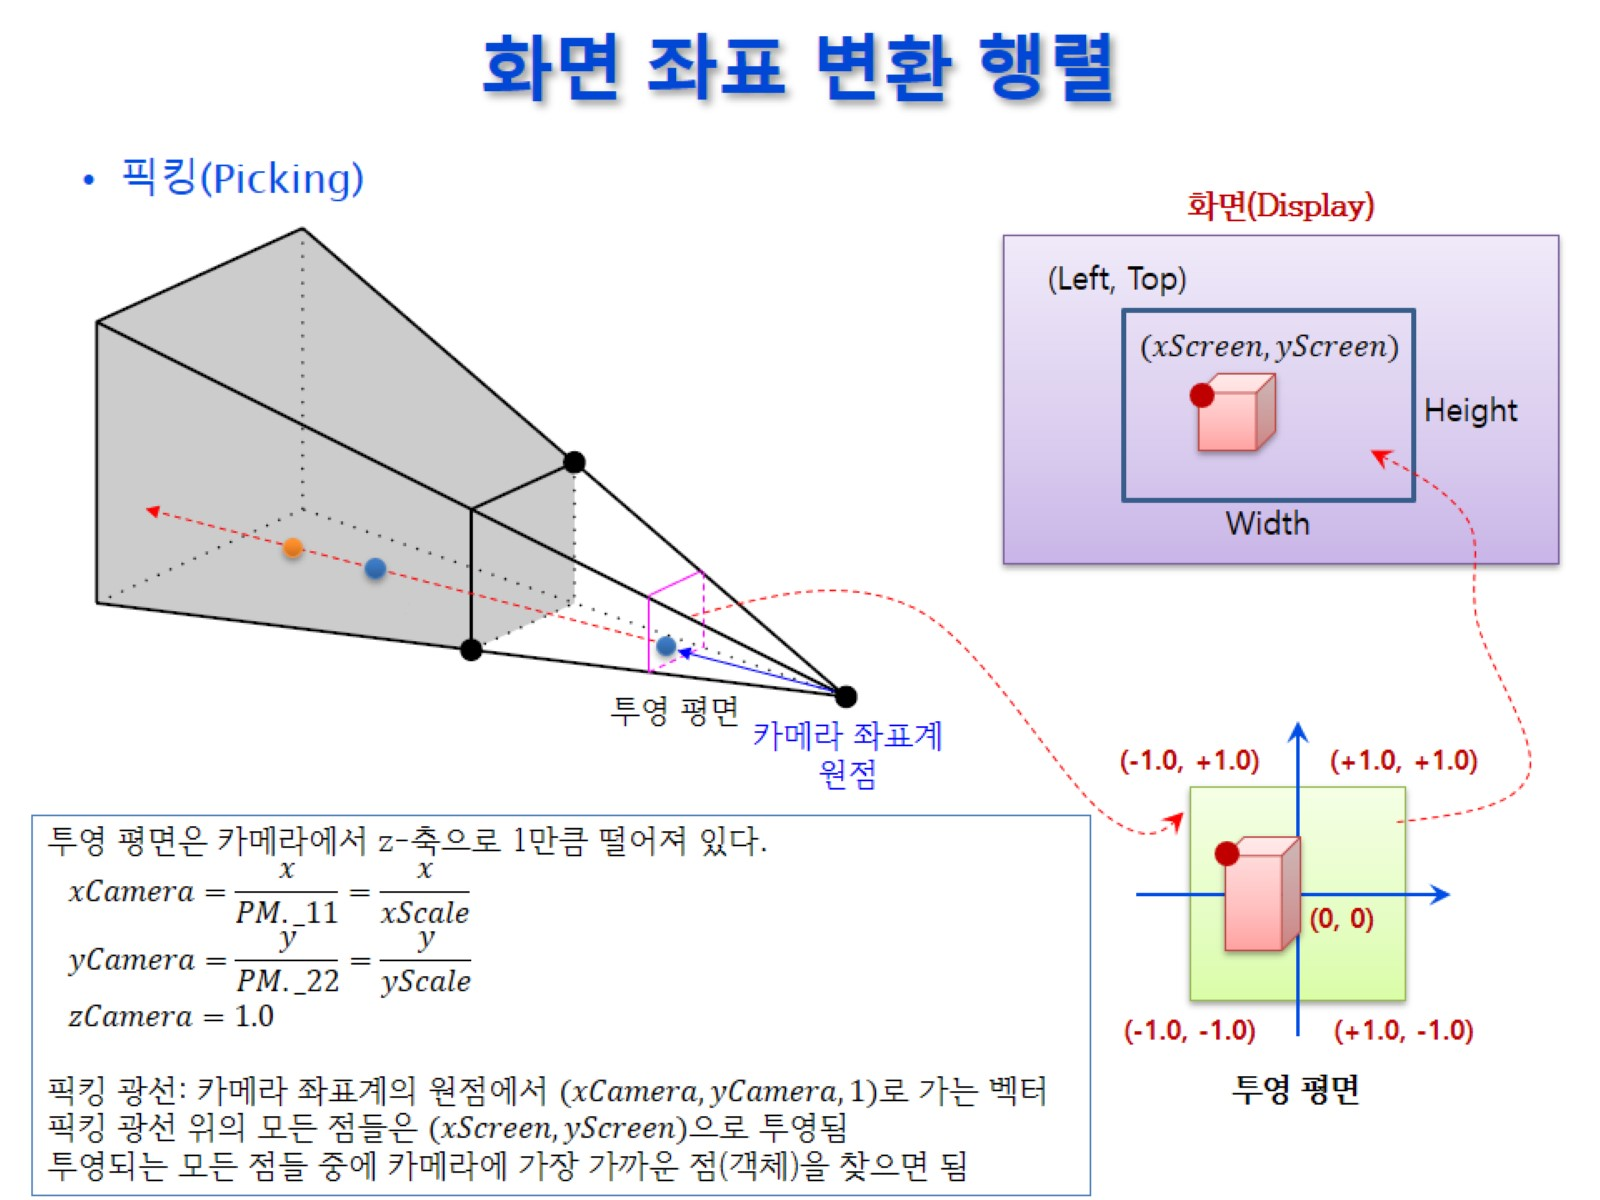 화면 좌표 변환 행렬
• 픽킹(Picking)
화면(Display)
(Left, Top)
(xScreen, yScreen)
Height
Width
투영 평면
카메라 좌표계
원점
(-1.0, +1.0)
(+1.0, +1.0)
(0, 0)
(-1.0, -1.0)
(+1.0, -1.0)
투영 평면
투영 평면은 카메라에서 z-축으로 1만큼 떨어져 있다.
xCamera = x / PM._11 = x / xScale
yCamera = y / PM._22 = y / yScale
zCamera = 1.0
픽킹 광선: 카메라 좌표계의 원점에서 (xCamera, yCamera, 1)로 가는 벡터
픽킹 광선 위의 모든 점들은 (xScreen, yScreen)으로 투영됨
투영되는 모든 점들 중에 카메라에 가장 가까운 점(객체)을 찾으면 됨